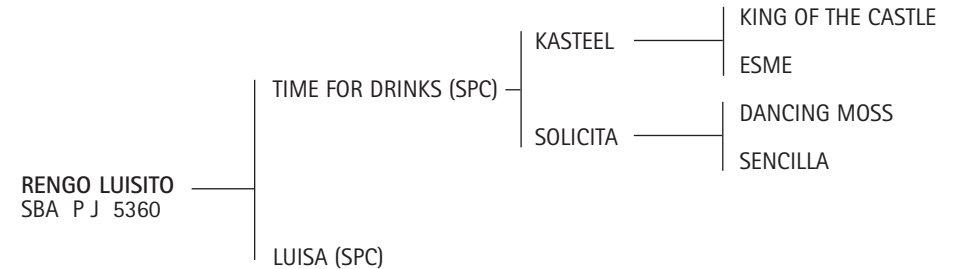 KING OF THE CASTLE
KASTEEL
ESME
TIME FOR DRINKS (SPC)
DANCING MOSS
SOLICITA
SENCILLA
RENGO LUISITO
SBA P J 5360
LUISA (SPC)